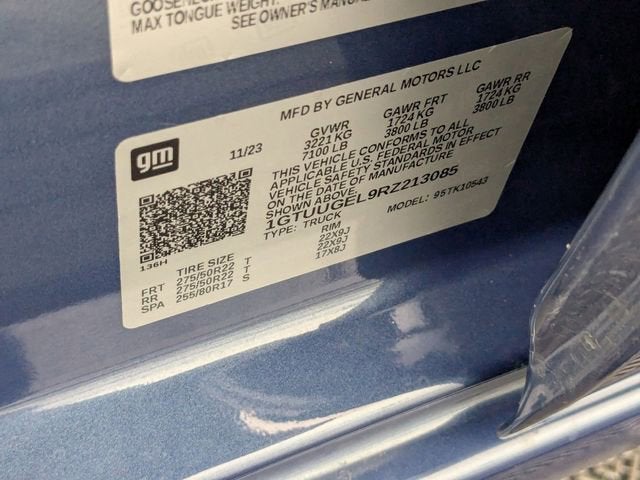 GOOSENECK
MAX TONGUE WEIGHT:
SEE OWNER'S MANUAL
MFD BY GENERAL MOTORS LLC
gm
11/23
GVWR GAWR FRT GAWR RR
3221 KG 1724 KG 1724 KG
7100 LB 3800 LB 3800 LB
THIS VEHICLE CONFORMS TO ALL
APPLICABLE U.S. FEDERAL MOTOR
VEHICLE SAFETY STANDARDS IN EFFECT
ON THE DATE OF MANUFACTURE
1GTUUGEL9RZ213085
TYPE: TRUCK MODEL: 95TK10543
136H
TIRE SIZE RIM
FRT 275/50R22 T 22X9J
RR 275/50R22 T 22X9J
SPA 255/80R17 S 17X8J